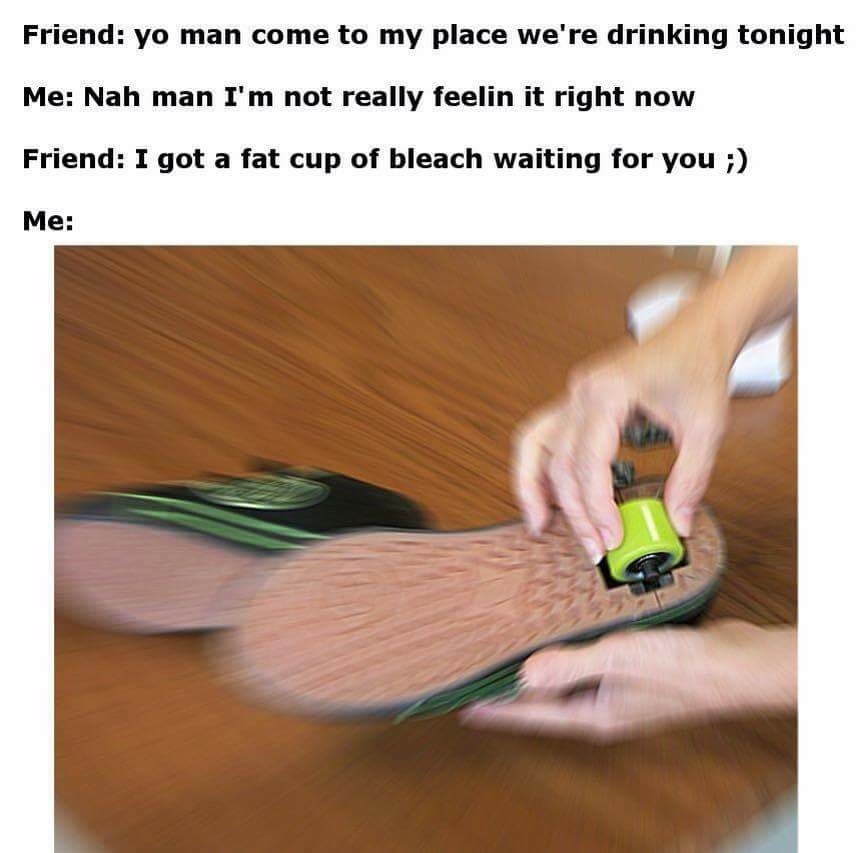 Friend: yo man come to my place we're drinking tonight
Me: Nah man I'm not really feelin it right now
Friend: I got a fat cup of bleach waiting for you ;)
Me: